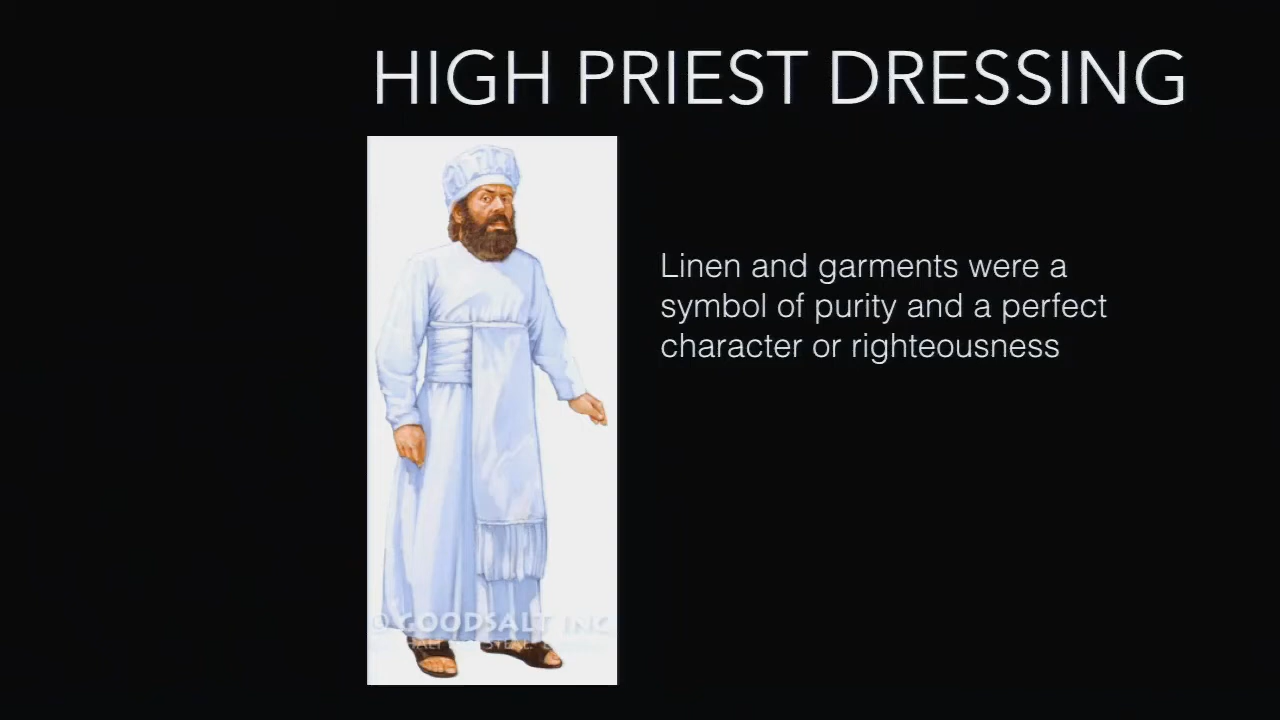 HIGH PRIEST DRESSING
Linen and garments were a
symbol of purity and a perfect
character or righteousness
© GOODSALT INC